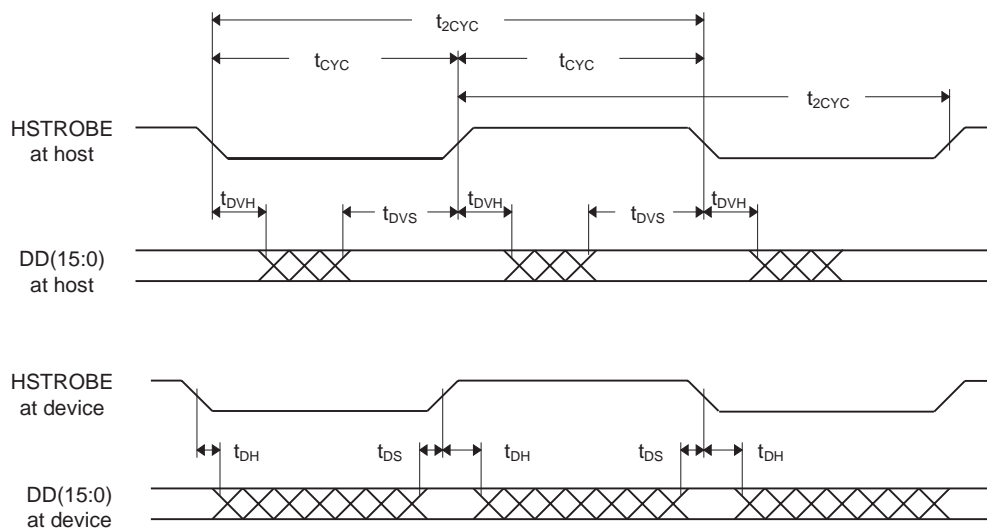 t2CYC
tCYC tCYC
t2CYC
HSTROBE
at host
tDVH tDVS tDVH tDVS tDVH
DD(15:0)
at host
HSTROBE
at device
tDH tDS tDH tDS tDH
DD(15:0)
at device